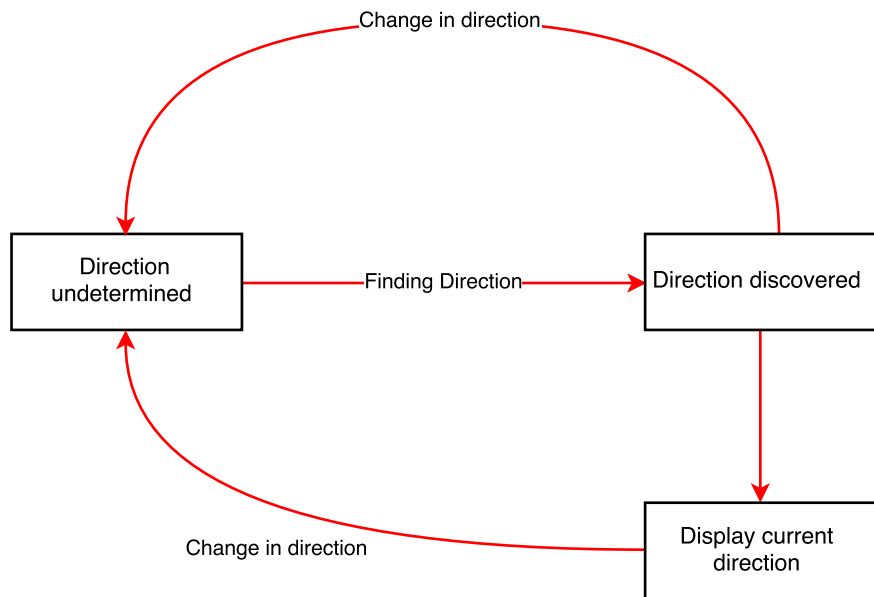 Change in direction
Direction
undetermined
Finding Direction
Direction discovered
Change in direction
Display current
direction